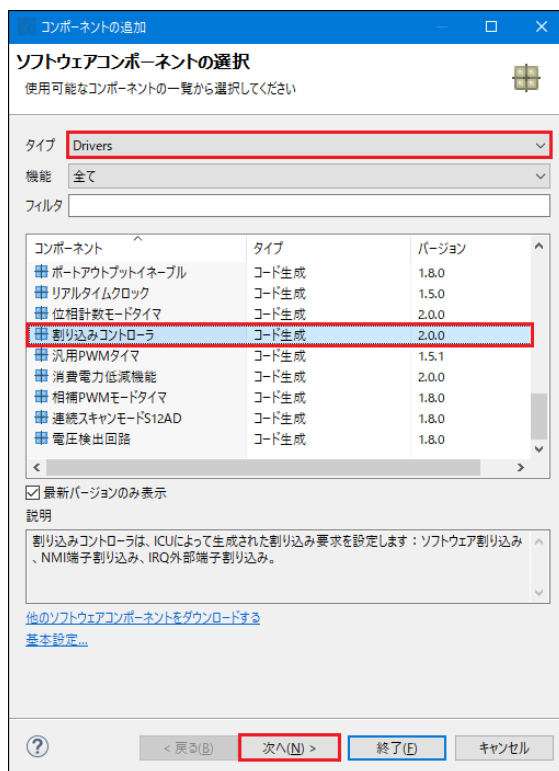 コンポーネントの追加
ソフトウェアコンポーネントの選択
使用可能なコンポーネントの一覧から選択してください
タイプ Drivers
機能 全て
フィルタ
コンポーネント タイプ バージョン
ポートアウトプットイネーブル コード生成 1.8.0
リアルタイムクロック コード生成 1.5.0
位相計数モードタイマ コード生成 2.0.0
割り込みコントローラ コード生成 2.0.0
汎用PWMタイマ コード生成 1.5.1
消費電力低減機能 コード生成 2.0.0
相補PWMモードタイマ コード生成 1.8.0
連続スキャンモードS12AD コード生成 1.8.0
電圧検出回路 コード生成 1.8.0
最新バージョンのみ表示
説明
割り込みコントローラは、ICUによって生成された割り込み要求を設定します：ソフトウェア割り込み
、NMI端子割り込み、IRQ外部端子割り込み。
他のソフトウェアコンポーネントをダウンロードする
基本設定...
? < 戻る(B) 次へ(N) > 終了(F) キャンセル